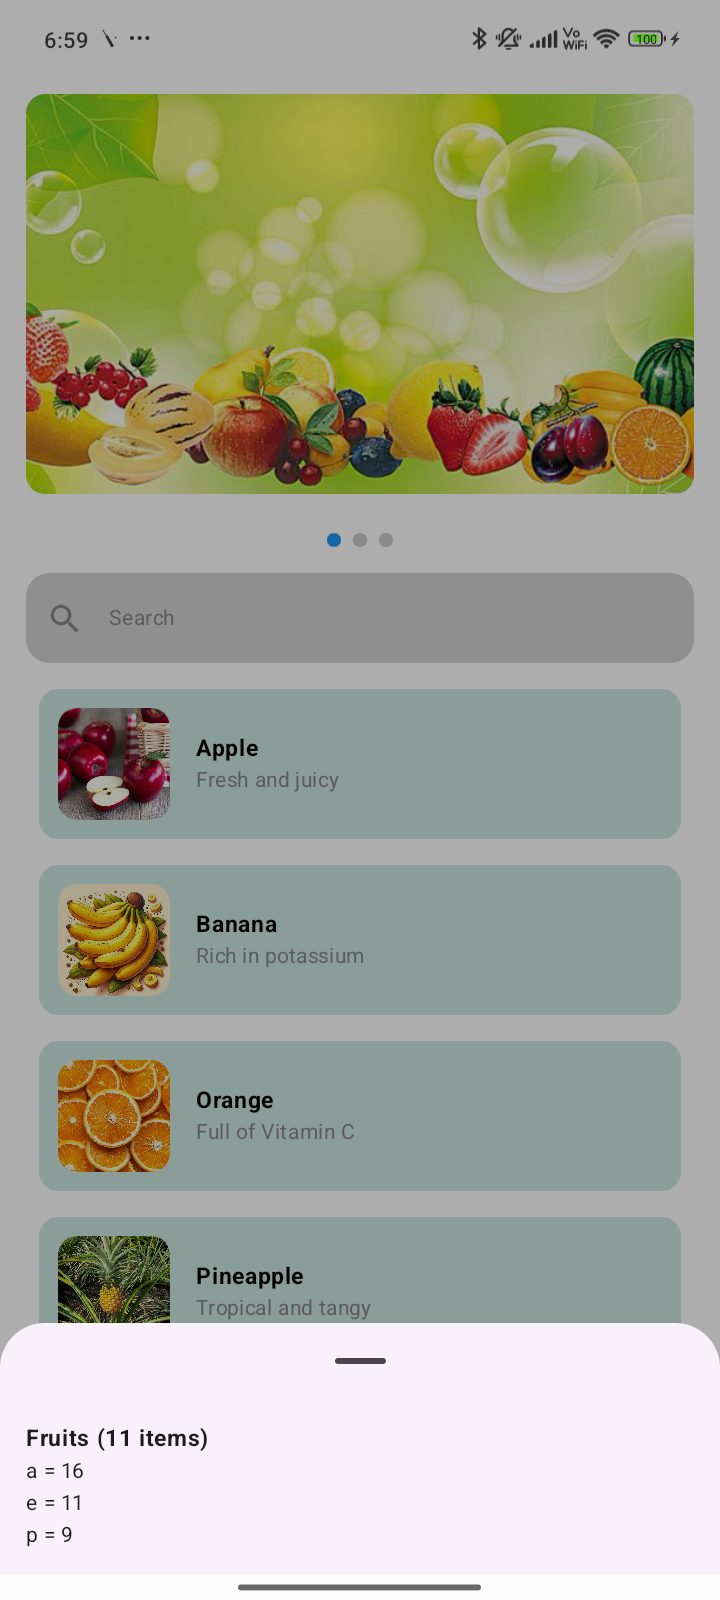 6:59
Vo
WiFi
100
Search
Apple
Fresh and juicy
Banana
Rich in potassium
Orange
Full of Vitamin C
Pineapple
Tropical and tangy
Fruits (11 items)
a = 16
e = 11
p = 9